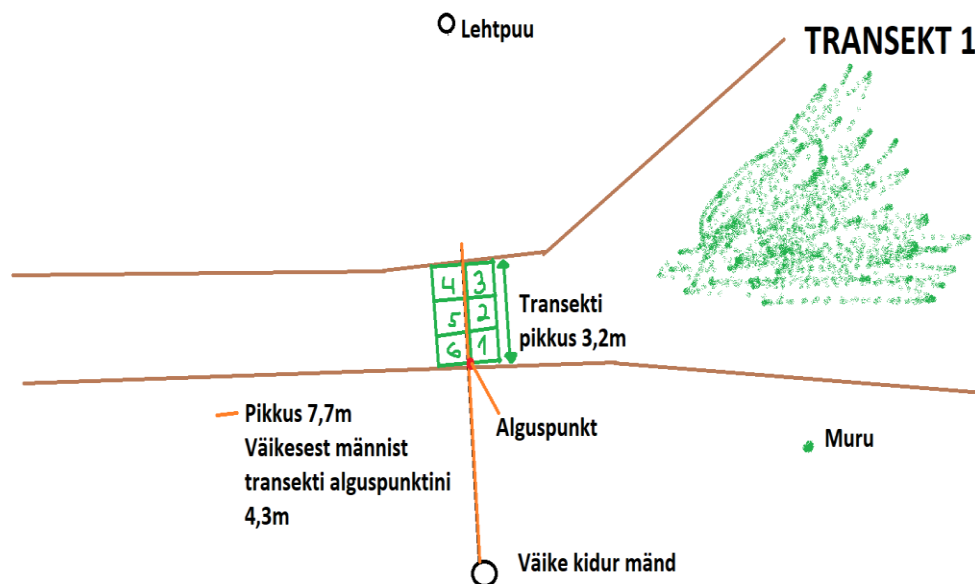 Lehtpuu
TRANSEKT 1
4 3
5 2
6 1
Transekti
pikkus 3,2m
Pikkus 7,7m
Väikesest männist
transekti alguspunktini
4,3m
Alguspunkt
Muru
Väike kidur mänd